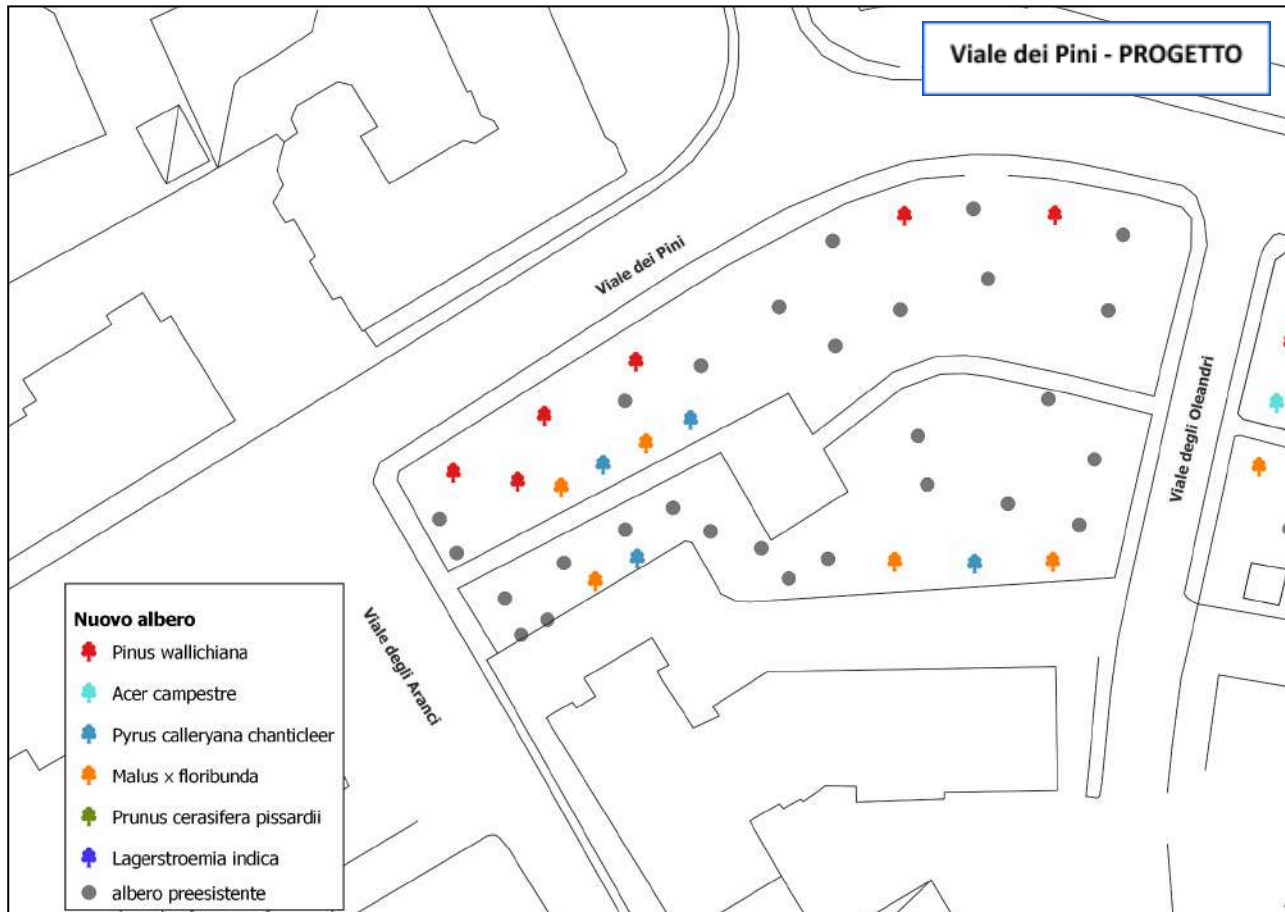 Viale dei Pini - PROGETTO
Viale dei Pini
Viale degli Oleandri
Viale degli Aranci
Nuovo albero
Pinus wallichiana
Acer campestre
Pyrus calleryana chanticleer
Malus x floribunda
Prunus cerasifera pissardii
Lagerstroemia indica
albero preesistente